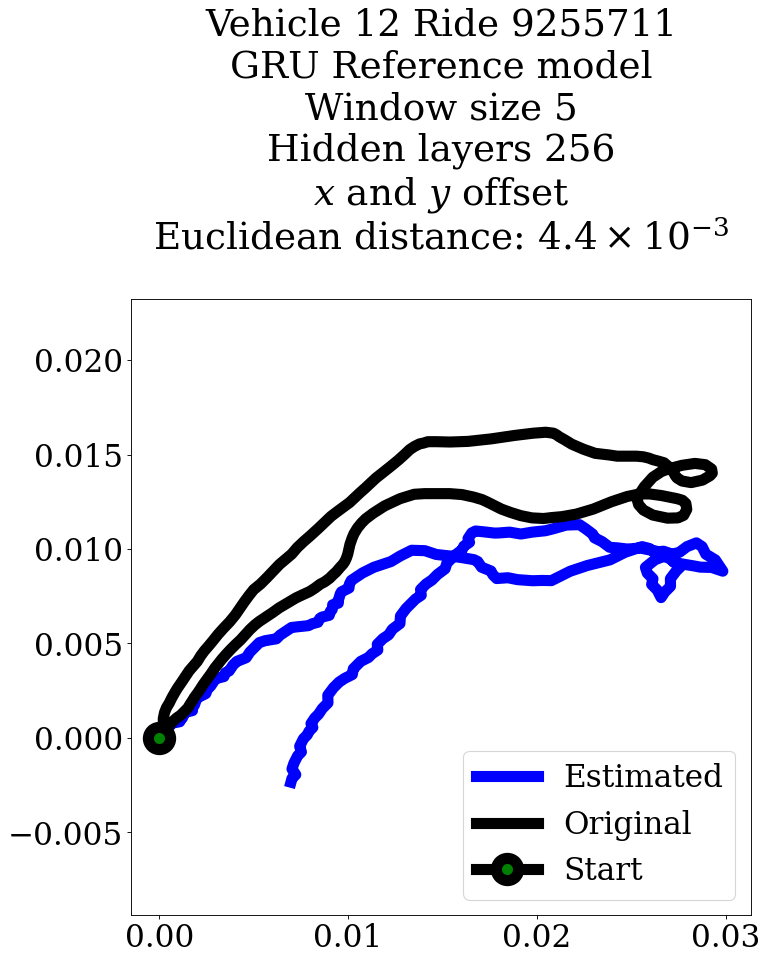 Vehicle 12 Ride 9255711
GRU Reference model
Window size 5
Hidden layers 256
x and y offset
Euclidean distance: 4.4 × 10⁻³
0.020
0.015
0.010
0.005
0.000
−0.005
Estimated
Original
Start
0.00 0.01 0.02 0.03